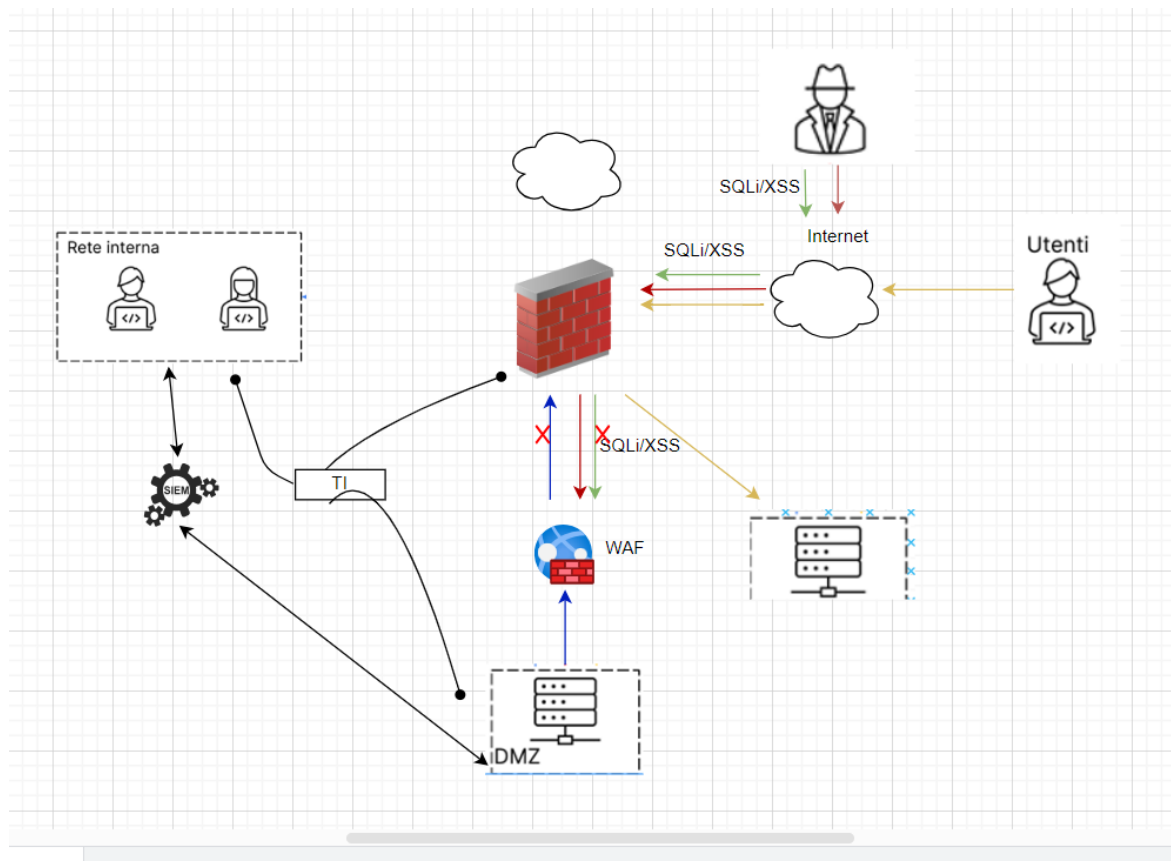 SQLi/XSS
Internet
Utenti
SQLi/XSS
Rete interna
</>
</>
</>
SQLi/XSS
TI
SIEM
WAF
DMZ